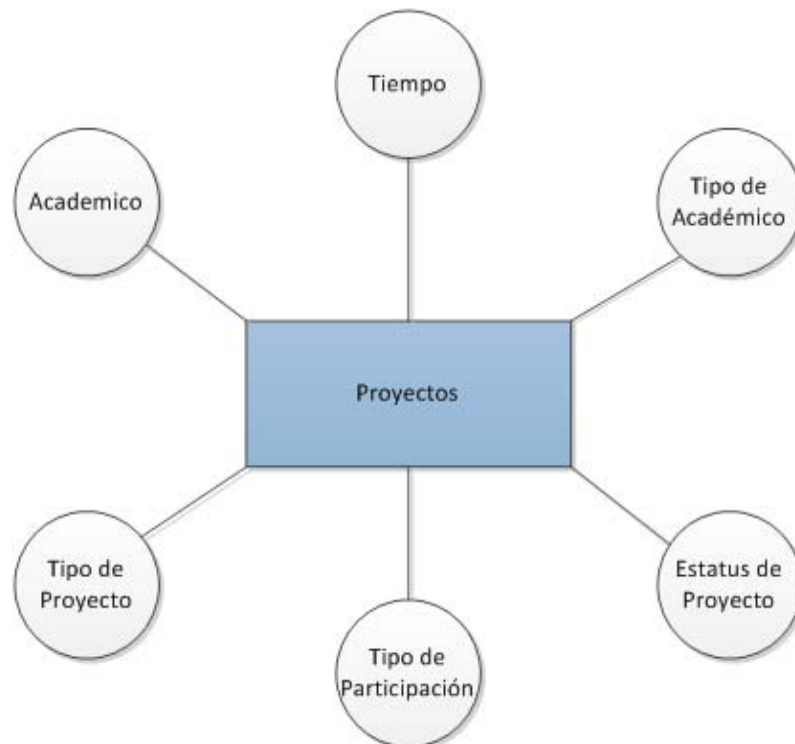 Tiempo
Academico
Tipo de
Académico
Proyectos
Tipo de
Proyecto
Tipo de
Participación
Estatus de
Proyecto